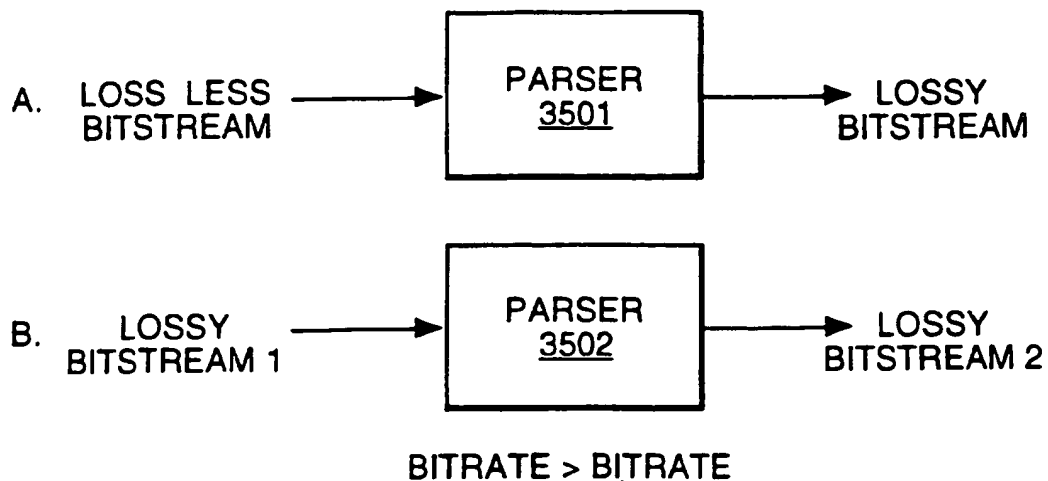 A. LOSS LESS BITSTREAM
PARSER
3501
LOSSY BITSTREAM
B. LOSSY BITSTREAM 1
PARSER
3502
LOSSY BITSTREAM 2
BITRATE > BITRATE